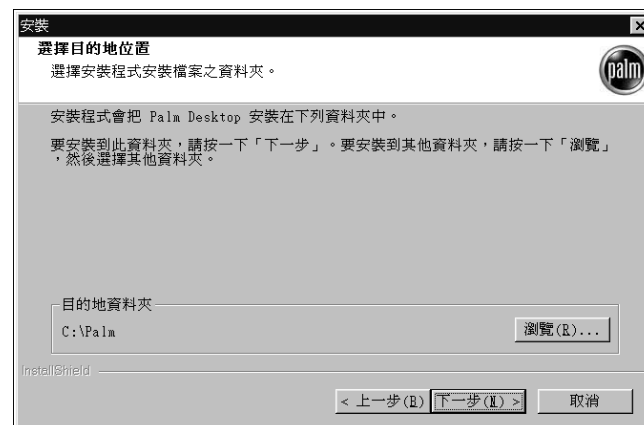 安裝
選擇目的地位置
選擇安裝程式安裝檔案之資料夾。
palm
安裝程式會把 Palm Desktop 安裝在下列資料夾中。
要安裝到此資料夾，請按一下「下一步」。要安裝到其他資料夾，請按一下「瀏覽」
，然後選擇其他資料夾。
目的地資料夾
C:\Palm
瀏覽(R)...
InstallShield
< 上一步(B)
下一步(N) >
取消